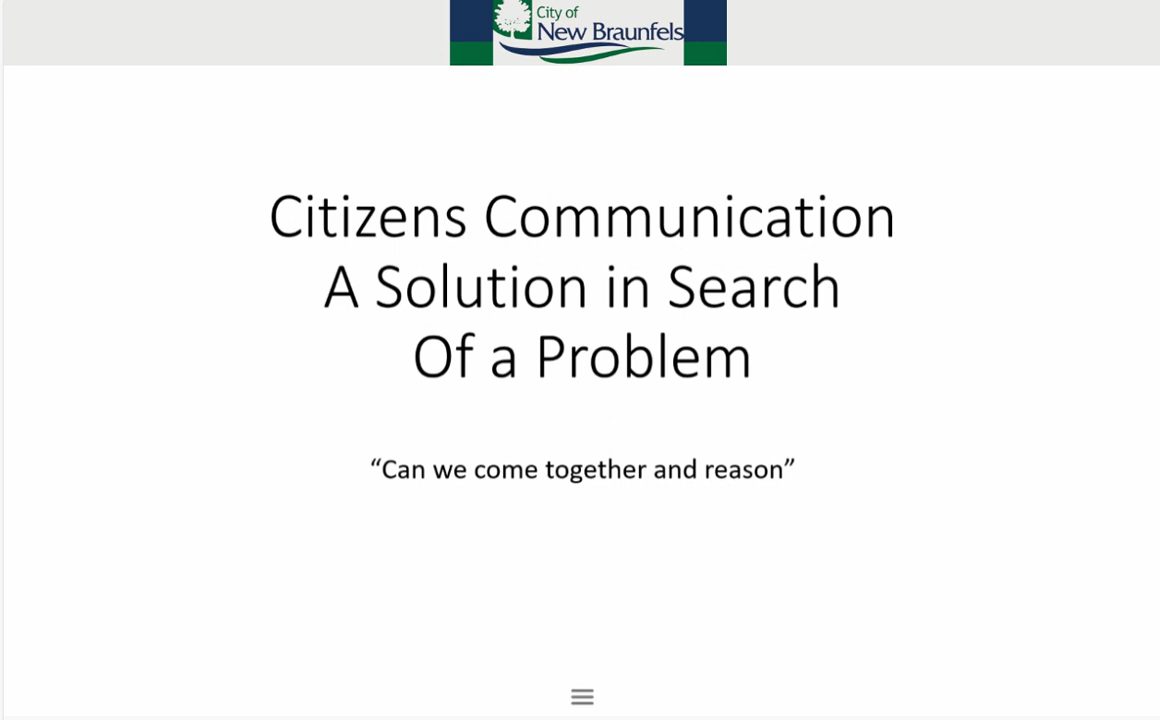 City of
New Braunfels
Citizens Communication
A Solution in Search
Of a Problem
“Can we come together and reason”